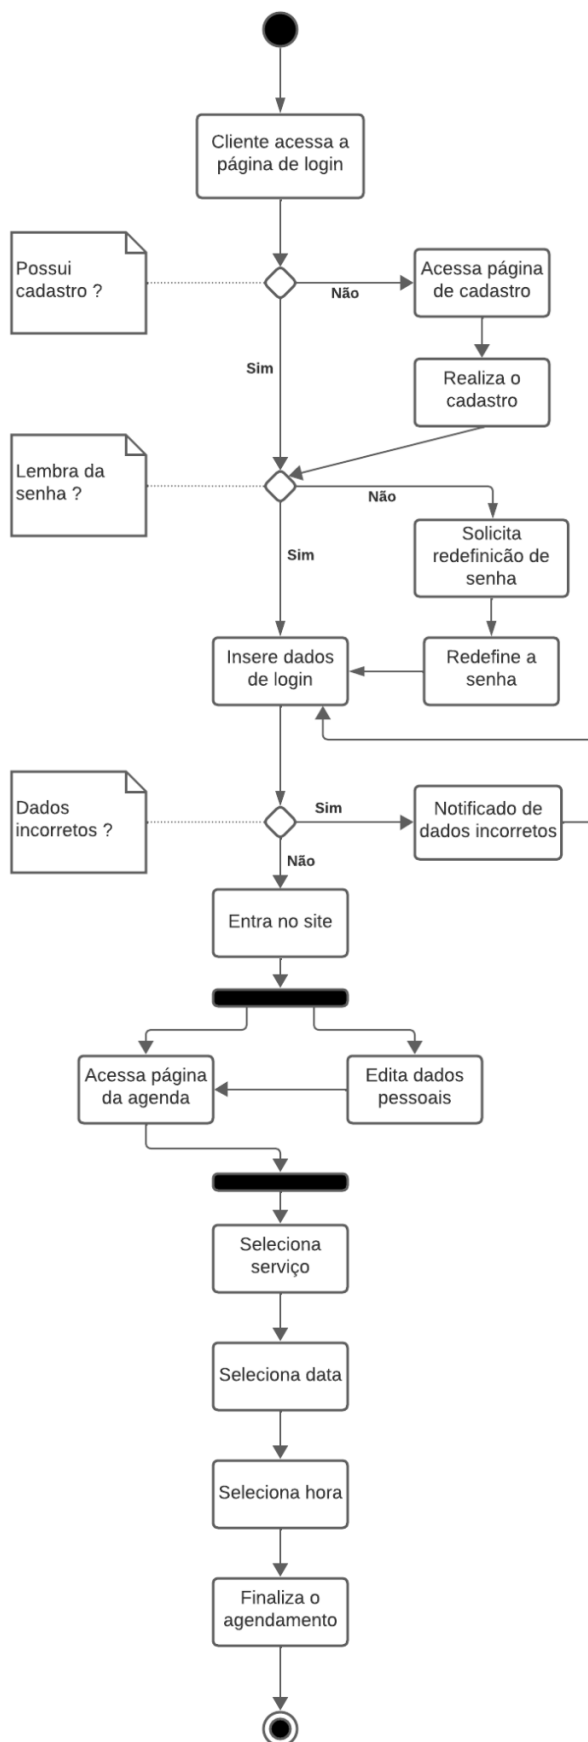 Cliente acessa a
página de login
Possui
cadastro ?
Não
Acessa página
de cadastro
Sim
Realiza o
cadastro
Lembra da
senha ?
Não
Sim
Solicita
redefinicão de
senha
Insere dados
de login
Redefine a
senha
Dados
incorretos ?
Sim
Notificado de
dados incorretos
Não
Entra no site
Acessa página
da agenda
Edita dados
pessoais
Seleciona
serviço
Seleciona data
Seleciona hora
Finaliza o
agendamento